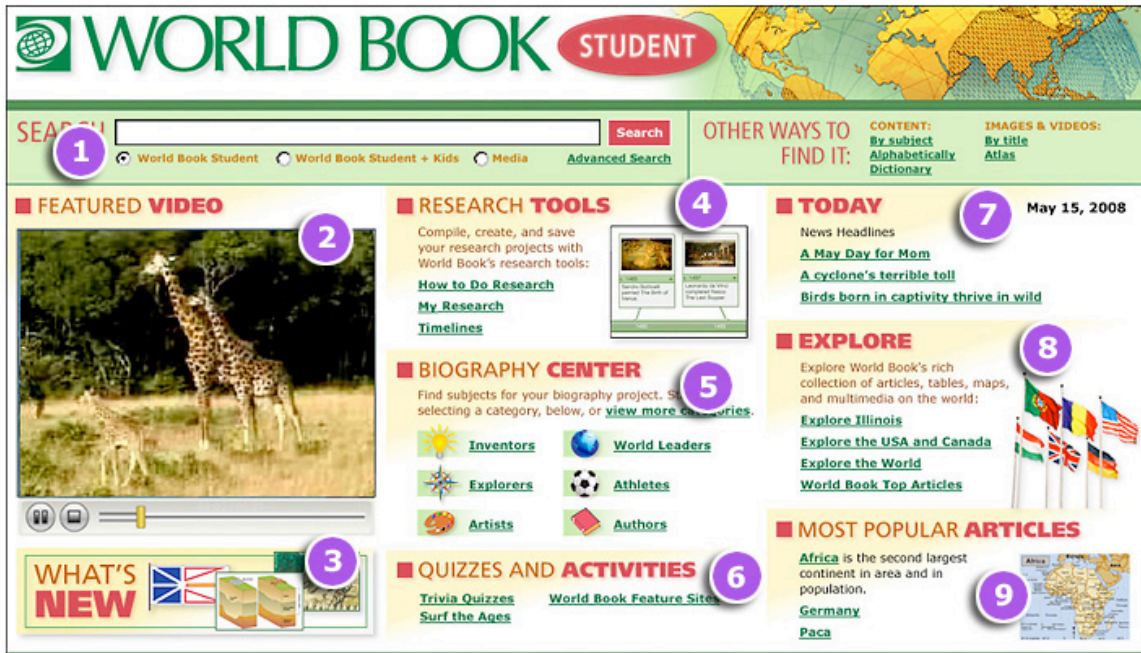 WORLD BOOK STUDENT
SEARCH
1
Search
World Book Student World Book Student + Kids Media Advanced Search
OTHER WAYS TO
FIND IT:
CONTENT:
By subject
Alphabetically
Dictionary
IMAGES & VIDEOS:
By title
Atlas
FEATURED VIDEO
2
WHAT'S
NEW
3
RESEARCH TOOLS
4
Compile, create, and save
your research projects with
World Book's research tools:
How to Do Research
My Research
Timelines
BIOGRAPHY CENTER
5
Find subjects for your biography project.
selecting a category, below, or view more categories.
Inventors
World Leaders
Explorers
Athletes
Artists
Authors
QUIZZES AND ACTIVITIES
6
Trivia Quizzes World Book Feature Sites
Surf the Ages
TODAY
7
May 15, 2008
News Headlines
A May Day for Mom
A cyclone's terrible toll
Birds born in captivity thrive in wild
EXPLORE
8
Explore World Book's rich
collection of articles, tables, maps,
and multimedia on the world:
Explore Illinois
Explore the USA and Canada
Explore the World
World Book Top Articles
MOST POPULAR ARTICLES
9
Africa is the second largest
continent in area and in
population.
Germany
Paca
Africa